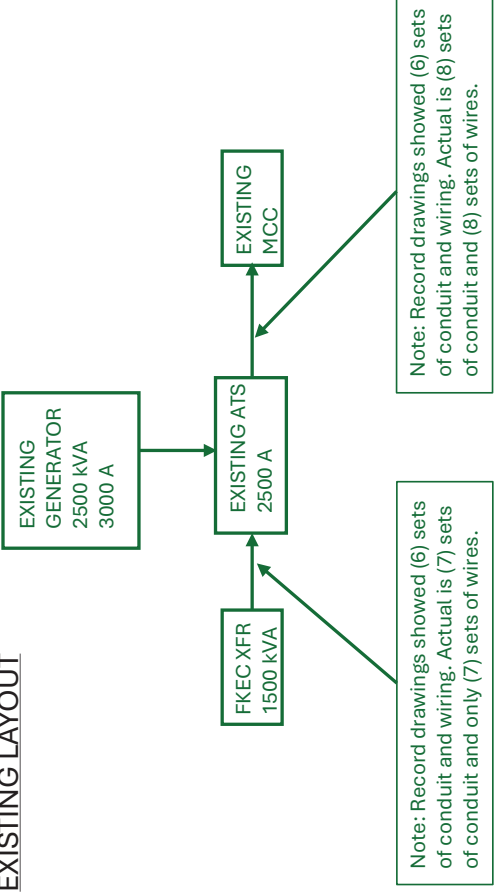 EXISTING LAYOUT
EXISTING
GENERATOR
2500 kVA
3000 A
FKEC XFR
1500 kVA
EXISTING ATS
2500 A
EXISTING
MCC
Note: Record drawings showed (6) sets
of conduit and wiring. Actual is (7) sets
of conduit and only (7) sets of wires.
Note: Record drawings showed (6) sets
of conduit and wiring. Actual is (8) sets
of conduit and (8) sets of wires.